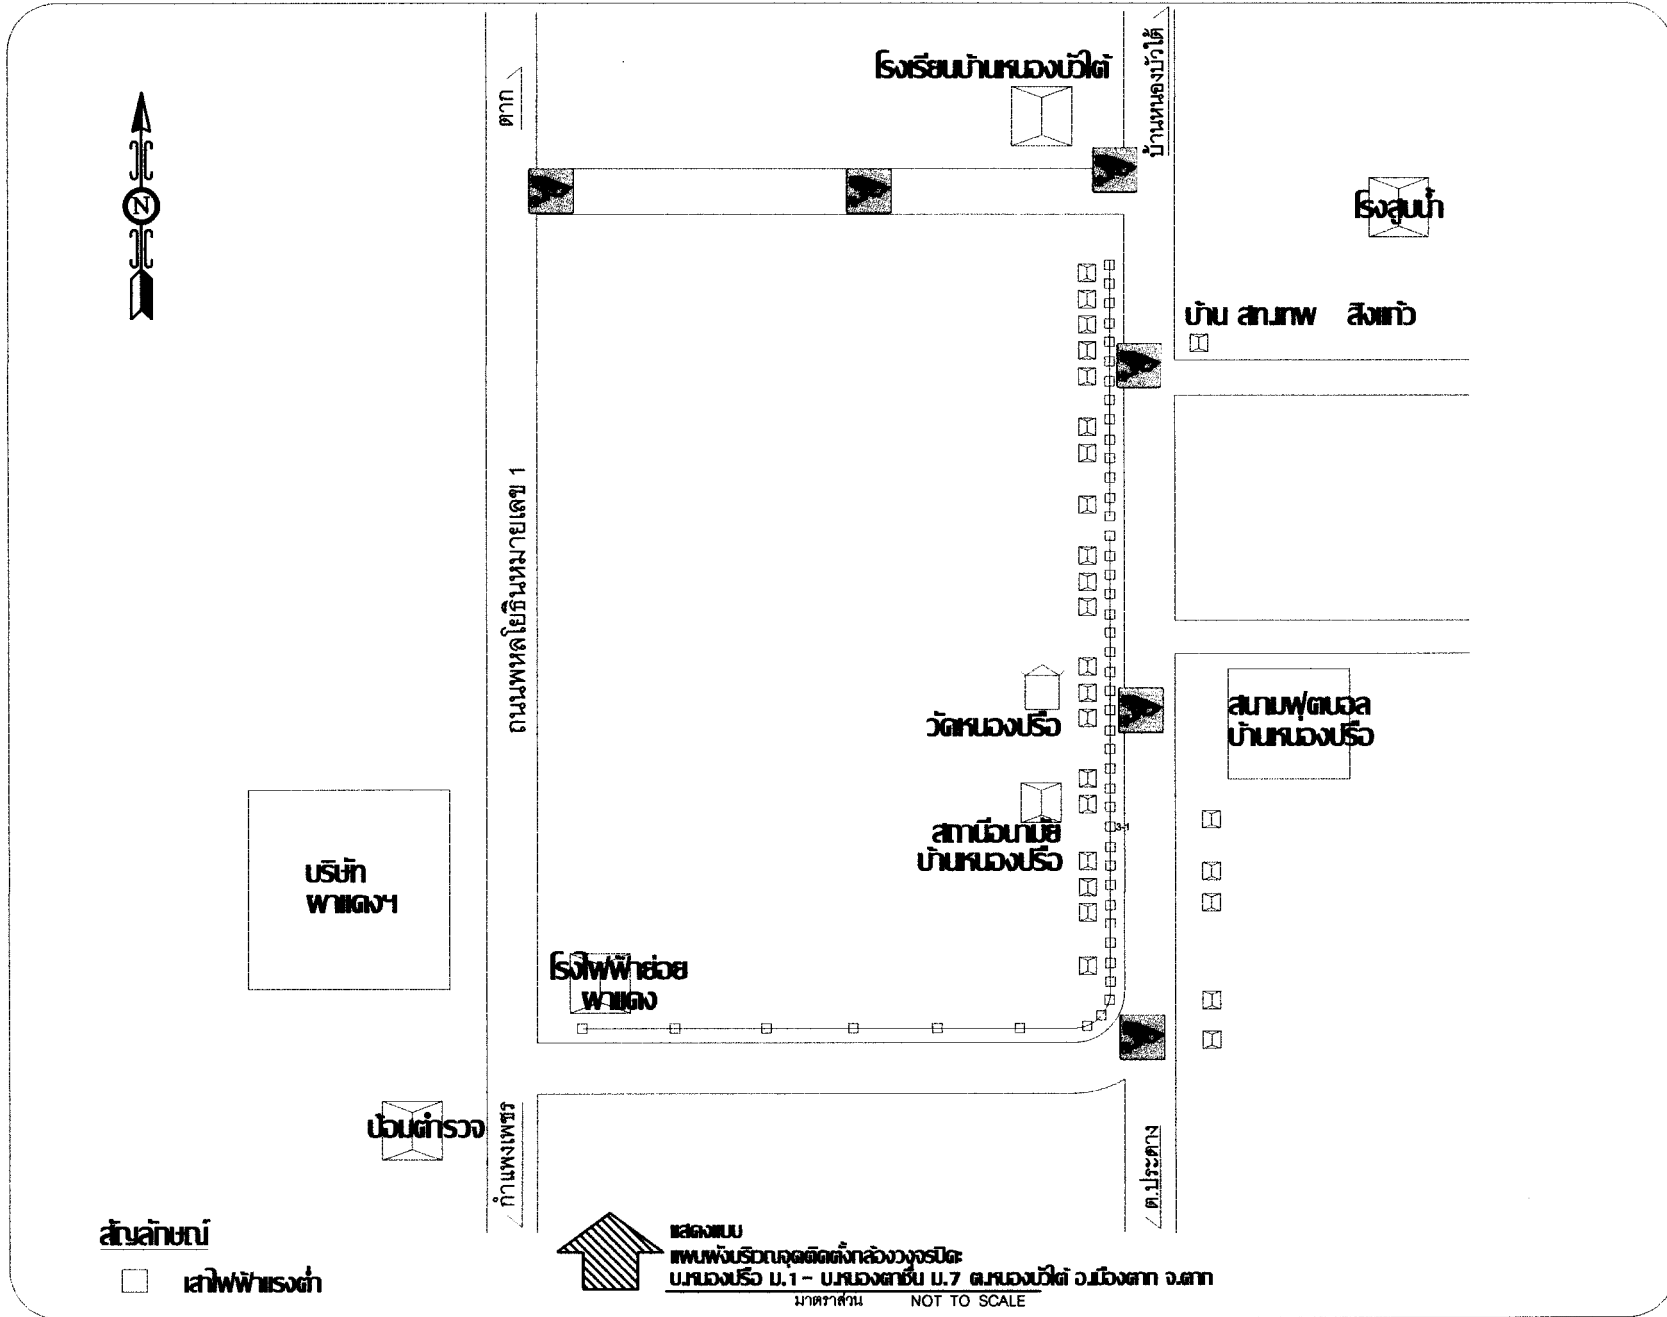 โรงเรียนบ้านหนองบัวใต้
บ้านหนองบัวใต้
ตาก
N
โรงสูบน้ำ
บ้าน สท.เทพ สิงแก้ว
ถนนพหลโยธินหมายเลข 1
วัดหนองปรือ
สนามฟุตบอล
บ้านหนองปรือ
สถานีอนามัย
บ้านหนองปรือ
3-1
บริษัท
ผาแดงฯ
โรงไฟฟ้าย่อย
ผาแดง
ป้อมตำรวจ
กำแพงเพชร
ต.ประดาง
สัญลักษณ์
เสาไฟฟ้าแรงต่ำ
แสดงแบบ
แผนผังบริเวณจุดติดตั้งกล้องวงจรปิดะ
บ.หนองปรือ ม.1 - บ.หนองตาชื่น ม.7 ต.หนองบัวใต้ อ.เมืองตาก จ.ตาก
มาตราส่วน NOT TO SCALE